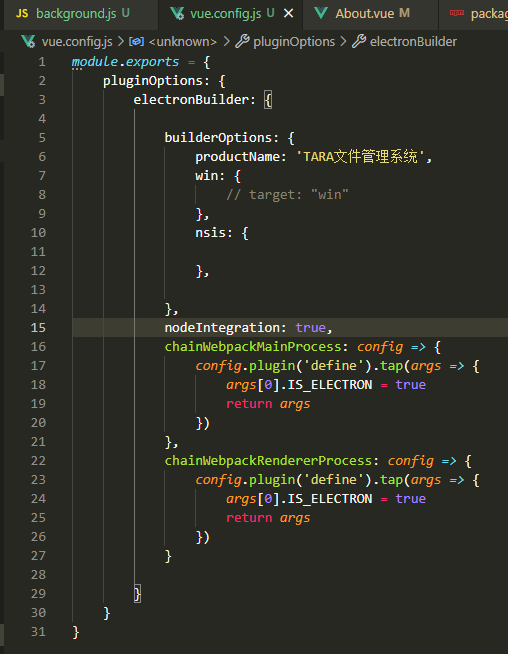 JS background.js U vue.config.js U × About.vue M packag
vue.config.js > <unknown> > pluginOptions > electronBuilder
1 module.exports = {
2 pluginOptions: {
3 electronBuilder: {
4
5 builderOptions: {
6 productName: 'TARA文件管理系统',
7 win: {
8 // target: "win"
9 },
10 nsis: {
11
12 },
13
14 },
15 nodeIntegration: true,
16 chainWebpackMainProcess: config => {
17 config.plugin('define').tap(args => {
18 args[0].IS_ELECTRON = true
19 return args
20 })
21 },
22 chainWebpackRendererProcess: config => {
23 config.plugin('define').tap(args => {
24 args[0].IS_ELECTRON = true
25 return args
26 })
27 }
28
29 }
30 }
31 }